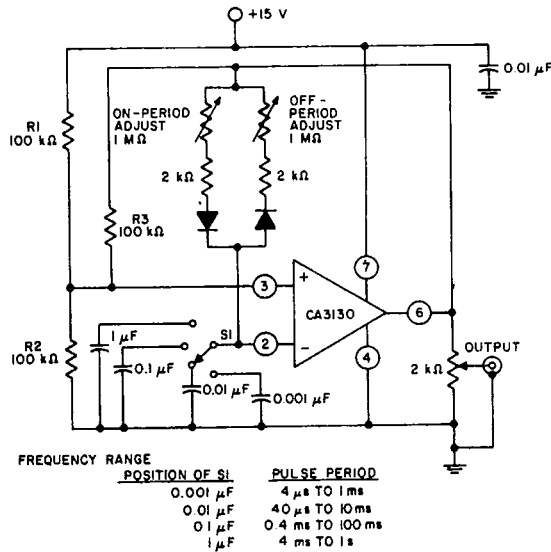 +15 V
0.01 µF
R1
100 kΩ
ON-PERIOD
ADJUST
1 MΩ
OFF-
PERIOD
ADJUST
1 MΩ
2 kΩ
2 kΩ
R3
100 kΩ
3
+
7
CA3130
6
R2
100 kΩ
1 µF
S1
2
-
4
0.1 µF
0.01 µF
0.001 µF
2 kΩ
OUTPUT
FREQUENCY RANGE
POSITION OF S1 PULSE PERIOD
0.001 µF 4 µs TO 1 ms
0.01 µF 40 µs TO 10 ms
0.1 µF 0.4 ms TO 100 ms
1 µF 4 ms TO 1 s